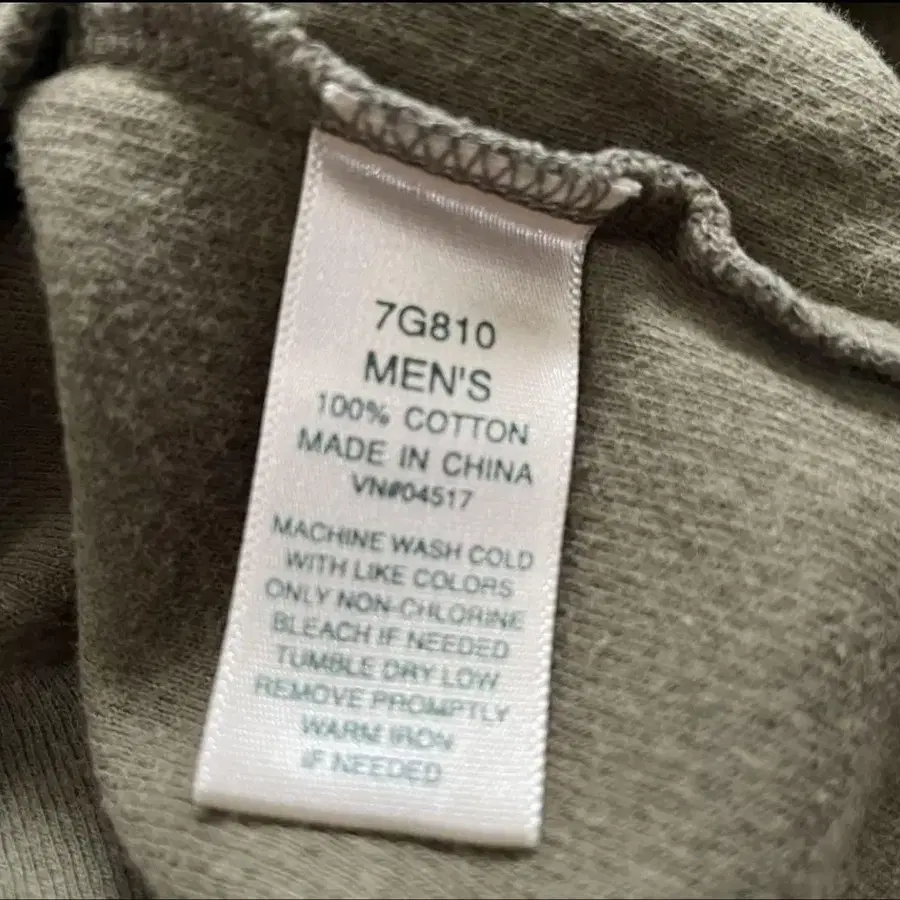 7G810
MEN'S
100% COTTON
MADE IN CHINA
VN#04517
MACHINE WASH COLD
WITH LIKE COLORS
ONLY NON-CHLORINE
BLEACH IF NEEDED
TUMBLE DRY LOW
REMOVE PROMPTLY
WARM IRON
IF NEEDED